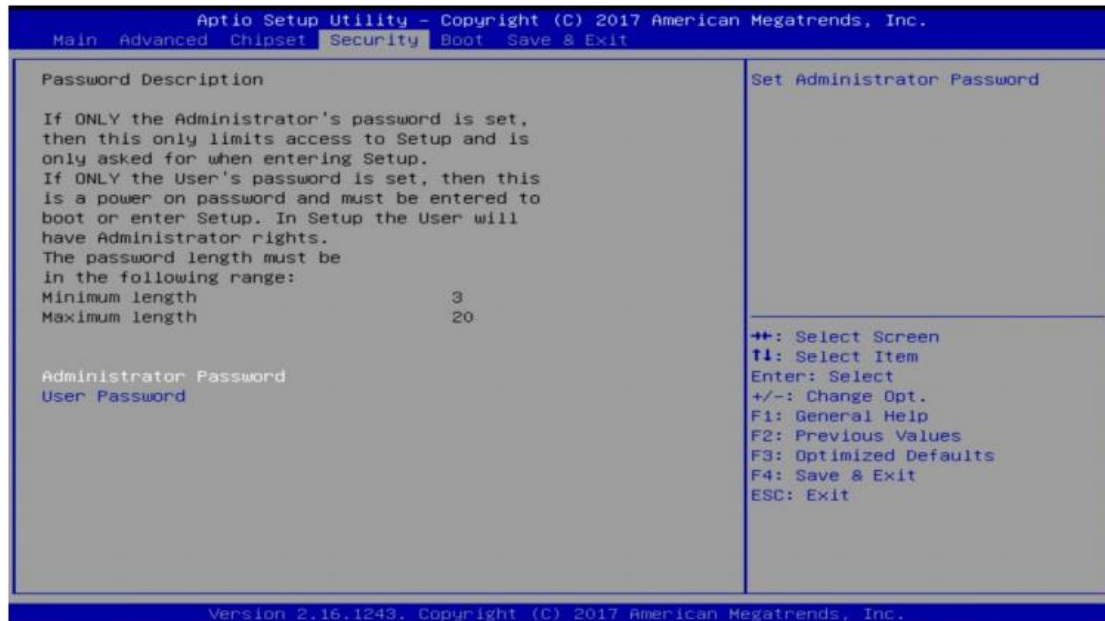 Aptio Setup Utility – Copyright (C) 2017 American Megatrends, Inc.
Main Advanced Chipset Security Boot Save & Exit
Password Description
If ONLY the Administrator's password is set,
then this only limits access to Setup and is
only asked for when entering Setup.
If ONLY the User's password is set, then this
is a power on password and must be entered to
boot or enter Setup. In Setup the User will
have Administrator rights.
The password length must be
in the following range:
Minimum length 3
Maximum length 20
Administrator Password
User Password
Set Administrator Password
→←: Select Screen
↑↓: Select Item
Enter: Select
+/-: Change Opt.
F1: General Help
F2: Previous Values
F3: Optimized Defaults
F4: Save & Exit
ESC: Exit
Version 2.16.1243. Copyright (C) 2017 American Megatrends, Inc.